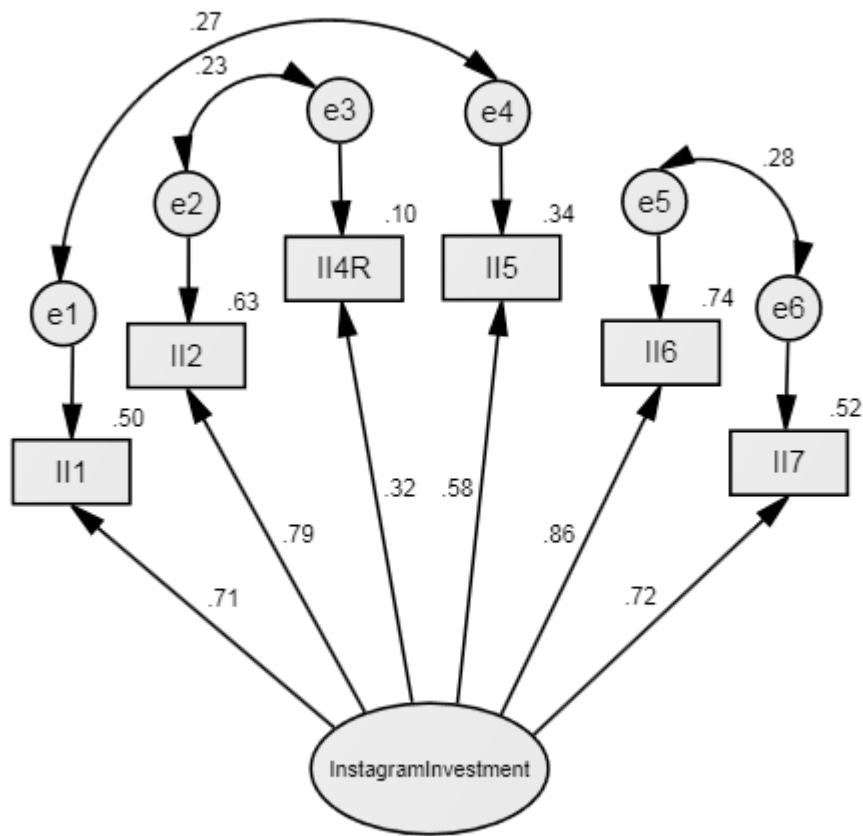 .27
.23
e3
e4
.28
e2
e5
.10
.34
II4R
II5
e1
e6
.63
.74
II2
II6
.50
.52
II1
II7
.32
.58
.79
.86
.71
.72
InstagramInvestment